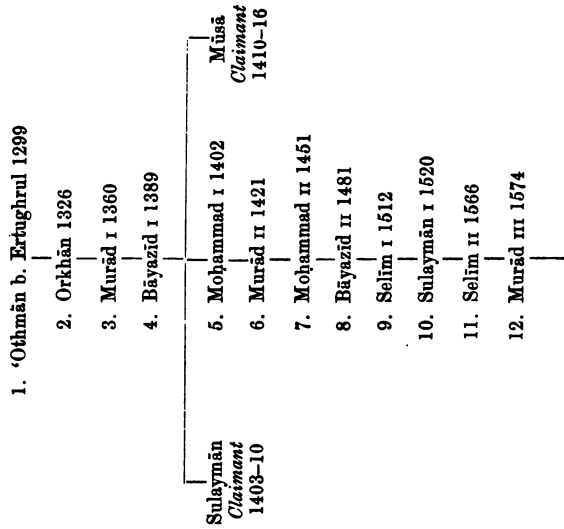 1. ‘Othmān b. Ertughrul 1299
2. Orkhān 1326
3. Murād I 1360
4. Bāyazīd I 1389
Sulaymān
Claimant
1403–10
5. Moḥammad I 1402
Mūsā
Claimant
1410–16
6. Murād II 1421
7. Moḥammad II 1451
8. Bāyazīd II 1481
9. Selīm I 1512
10. Sulaymān I 1520
11. Selīm II 1566
12. Murād III 1574